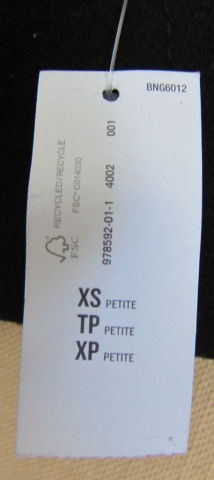 BNG6012
RECYCLED/RECYCLÉ
FSC® C014030
FSC
978592-01-1 4002 001
XS PETITE
TP PETITE
XP PETITE